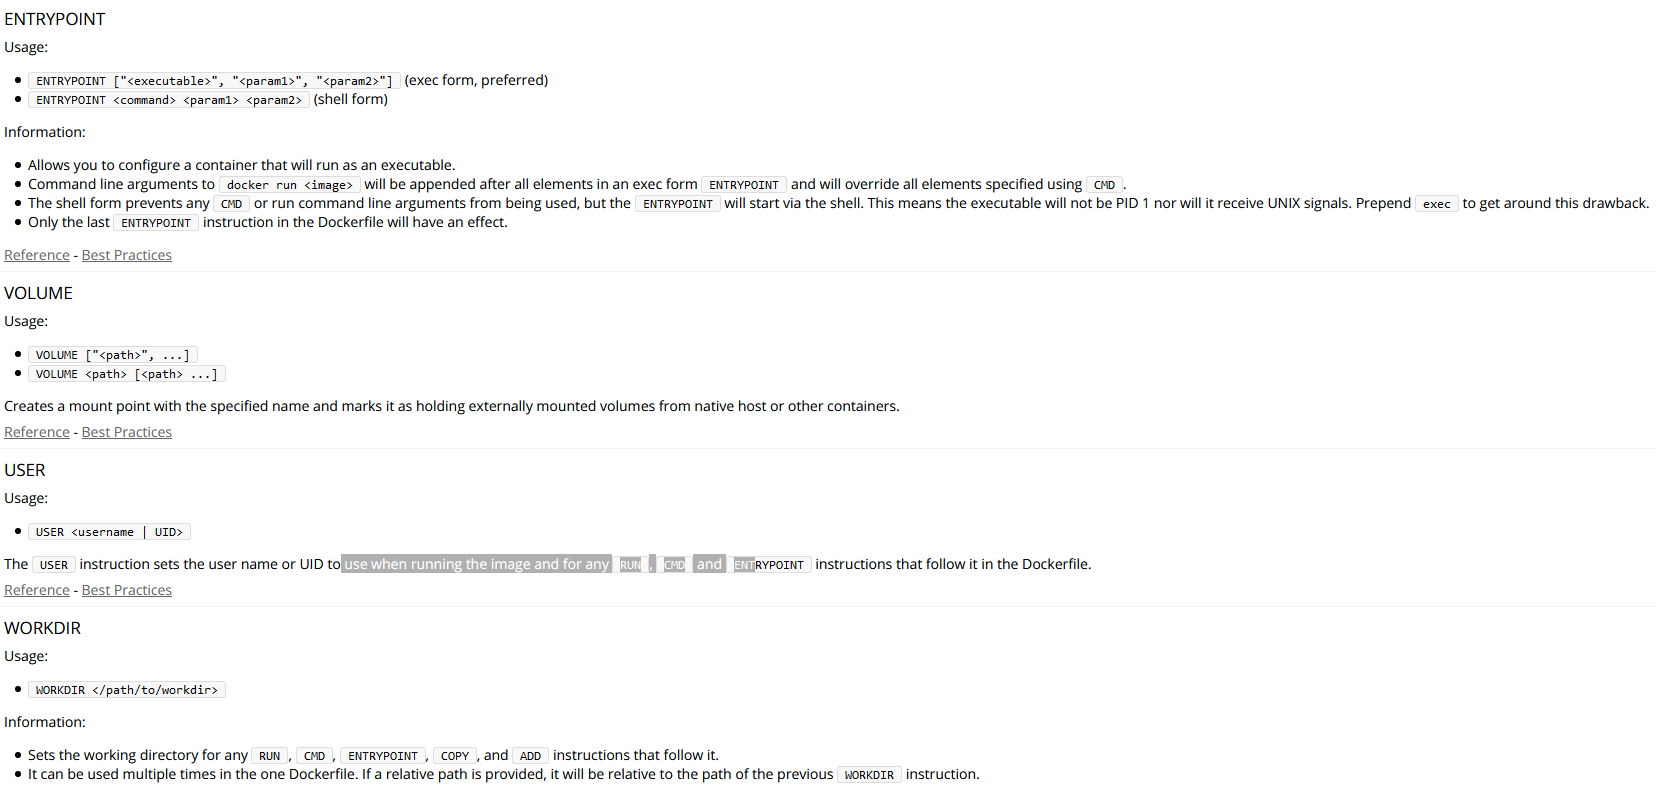 ENTRYPOINT
Usage:
ENTRYPOINT ["<executable>", "<param1>", "<param2>"] (exec form, preferred)
ENTRYPOINT <command> <param1> <param2> (shell form)
Information:
Allows you to configure a container that will run as an executable.
Command line arguments to docker run <image> will be appended after all elements in an exec form ENTRYPOINT and will override all elements specified using CMD.
The shell form prevents any CMD or run command line arguments from being used, but the ENTRYPOINT will start via the shell. This means the executable will not be PID 1 nor will it receive UNIX signals. Prepend exec to get around this drawback.
Only the last ENTRYPOINT instruction in the Dockerfile will have an effect.
Reference - Best Practices
VOLUME
Usage:
VOLUME ["<path>", ...]
VOLUME <path> [<path> ...]
Creates a mount point with the specified name and marks it as holding externally mounted volumes from native host or other containers.
Reference - Best Practices
USER
Usage:
USER <username | UID>
The USER instruction sets the user name or UID to use when running the image and for any RUN, CMD and ENTRYPOINT instructions that follow it in the Dockerfile.
Reference - Best Practices
WORKDIR
Usage:
WORKDIR </path/to/workdir>
Information:
Sets the working directory for any RUN, CMD, ENTRYPOINT, COPY, and ADD instructions that follow it.
It can be used multiple times in the one Dockerfile. If a relative path is provided, it will be relative to the path of the previous WORKDIR instruction.